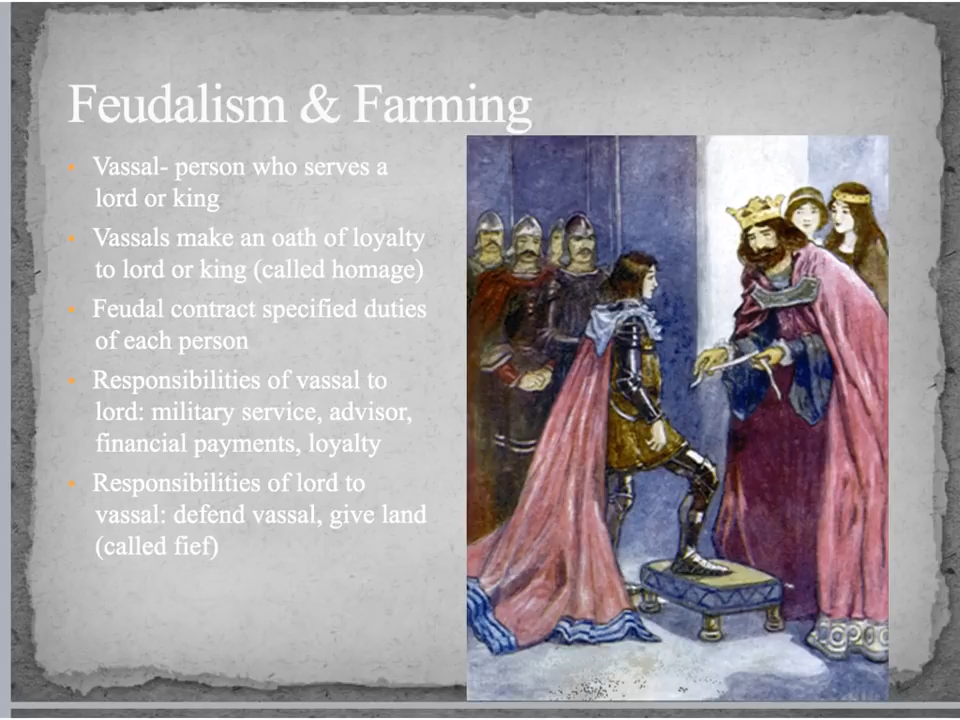 Feudalism & Farming
• Vassal- person who serves a
lord or king
• Vassals make an oath of loyalty
to lord or king (called homage)
• Feudal contract specified duties
of each person
• Responsibilities of vassal to
lord: military service, advisor,
financial payments, loyalty
• Responsibilities of lord to
vassal: defend vassal, give land
(called fief)